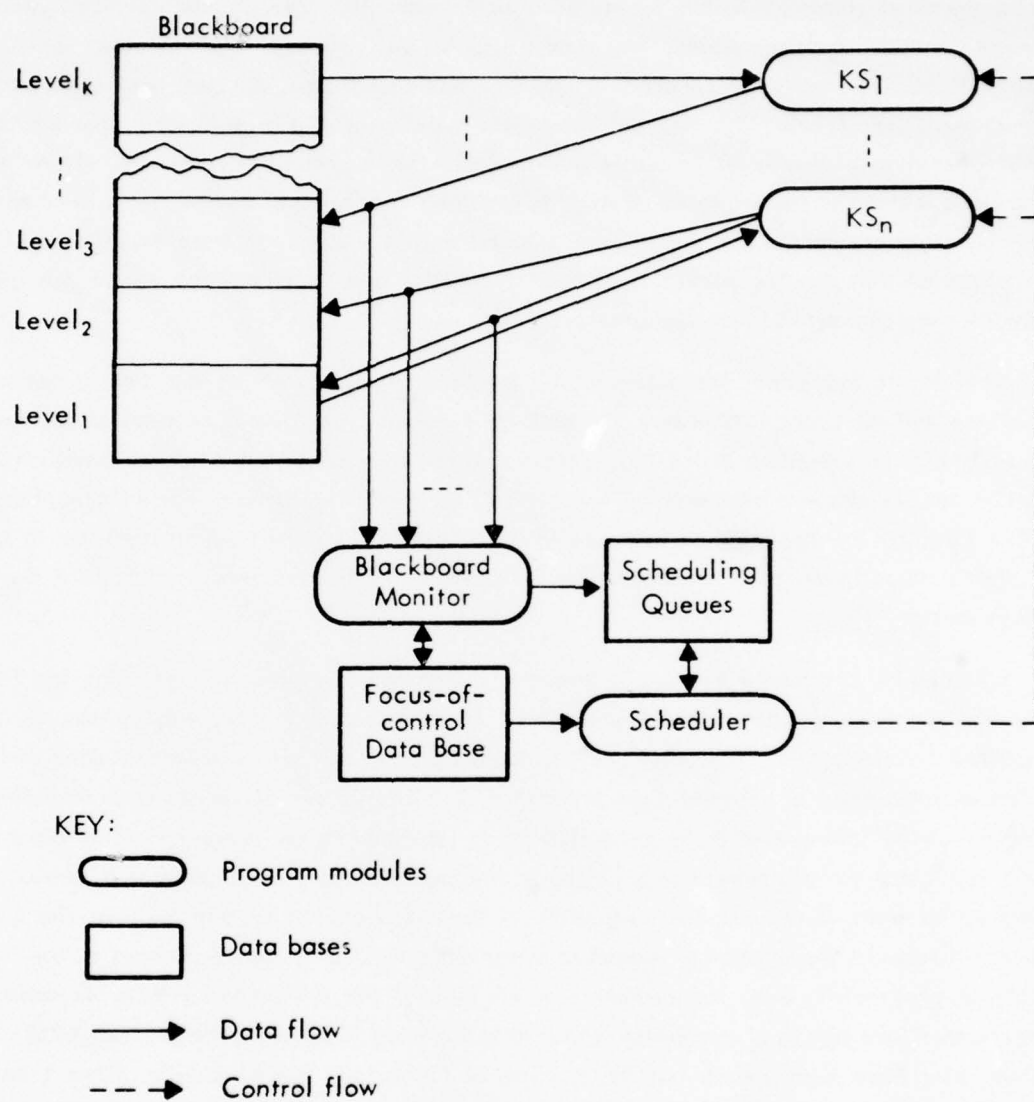 Blackboard
Level_K
KS_1
Level_3
KS_n
Level_2
Level_1
Blackboard
Monitor
Scheduling
Queues
Focus-of-
control
Data Base
Scheduler
KEY:
Program modules
Data bases
Data flow
Control flow